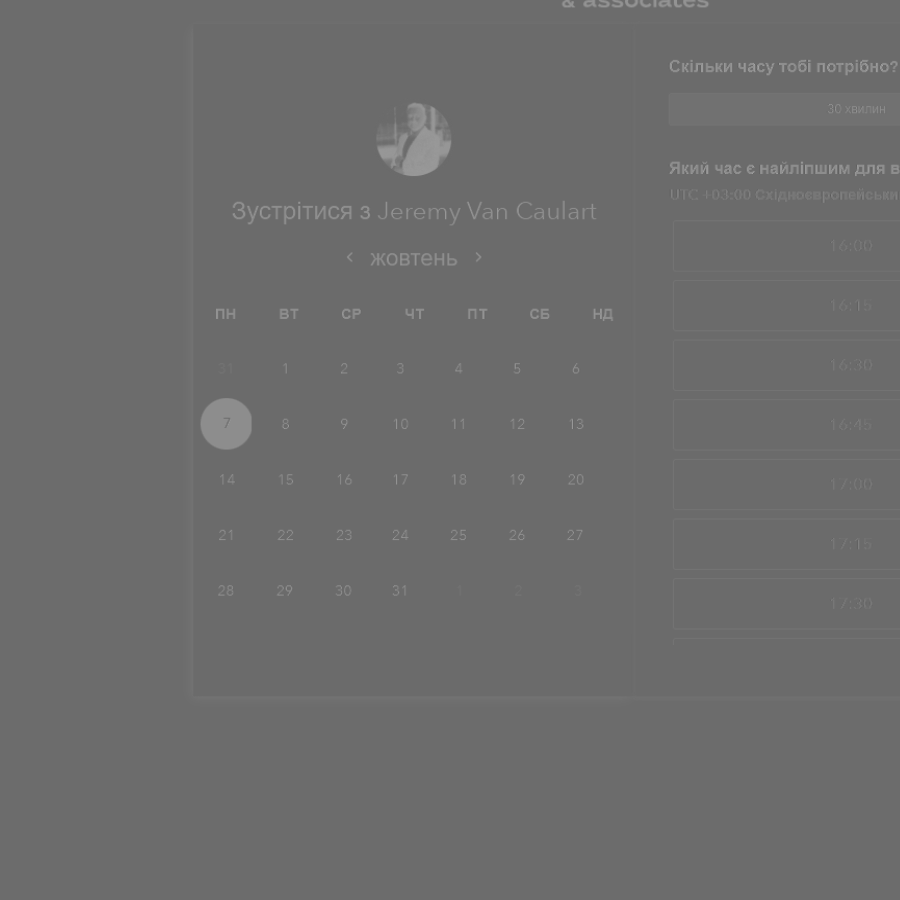 & associates
Зустрітися з Jeremy Van Caulart
жовтень
ПН ВТ СР ЧТ ПТ СБ НД
31 1 2 3 4 5 6
7 8 9 10 11 12 13
14 15 16 17 18 19 20
21 22 23 24 25 26 27
28 29 30 31 1 2 3
Скільки часу тобі потрібно?
30 хвилин
Який час є найліпшим для в
UTC +03:00 Східноєвропейськи
16:00
16:15
16:30
16:45
17:00
17:15
17:30